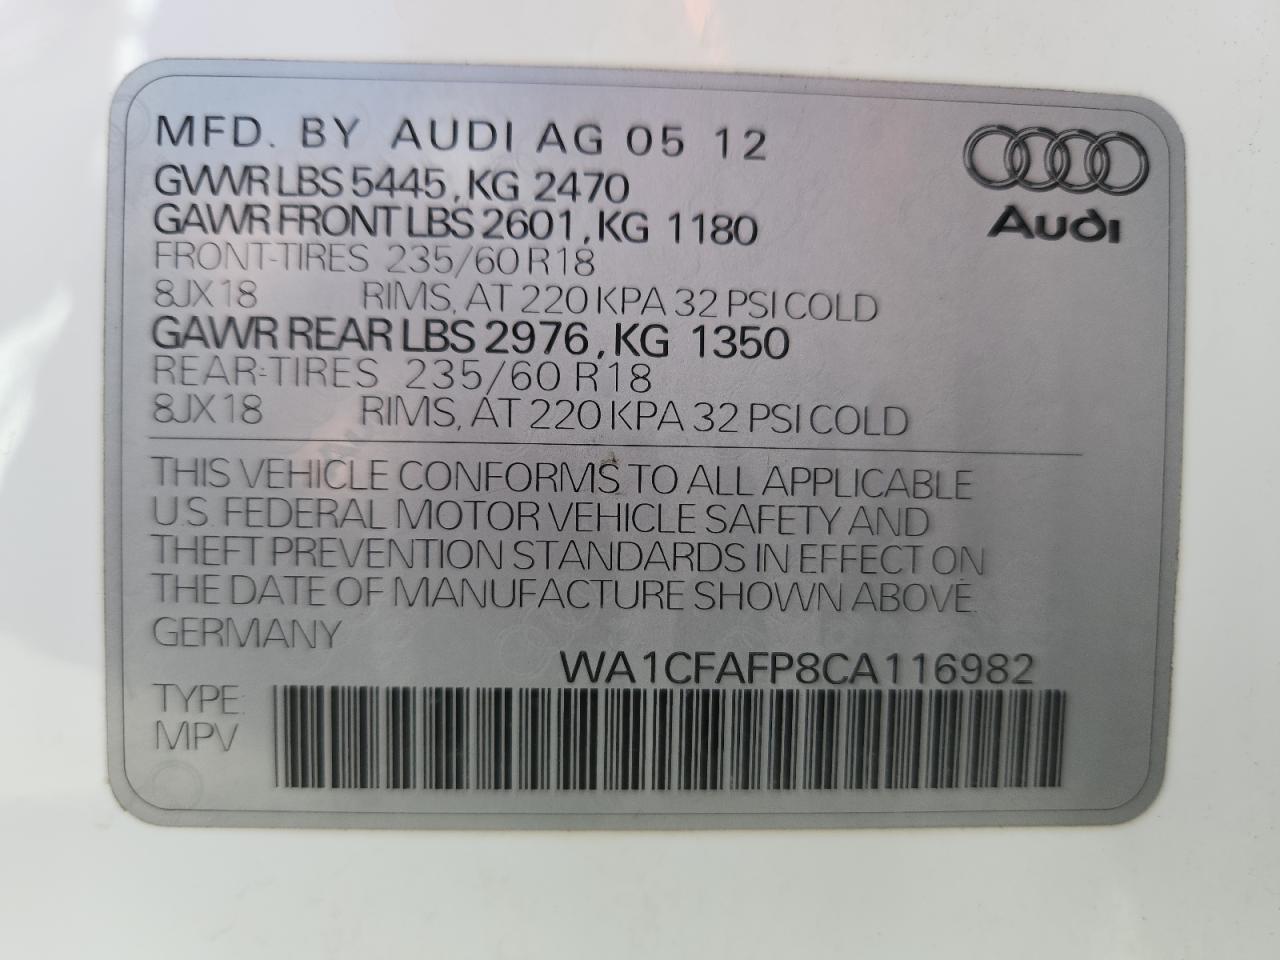 MFD. BY AUDI AG 05 12
Audi
GVWR LBS 5445, KG 2470
GAWR FRONT LBS 2601, KG 1180
FRONT-TIRES 235/60 R18
8JX18 RIMS, AT 220 KPA 32 PSI COLD
GAWR REAR LBS 2976, KG 1350
REAR-TIRES 235/60 R18
8JX18 RIMS, AT 220 KPA 32 PSI COLD
THIS VEHICLE CONFORMS TO ALL APPLICABLE
U.S. FEDERAL MOTOR VEHICLE SAFETY AND
THEFT PREVENTION STANDARDS IN EFFECT ON
THE DATE OF MANUFACTURE SHOWN ABOVE.
GERMANY
WA1CFAFP8CA116982
TYPE:
MPV